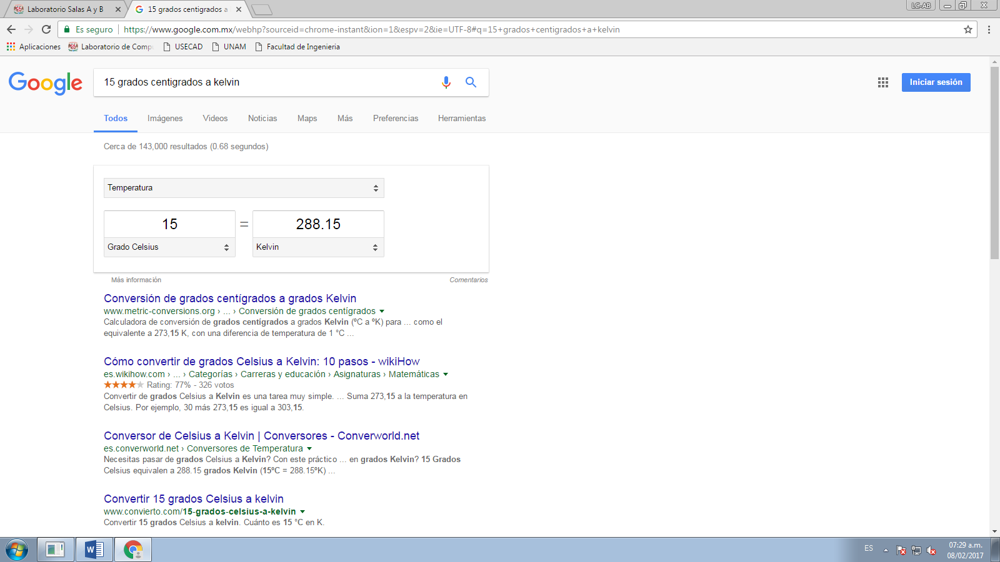 Laboratorio Salas A y B
15 grados centigrados a
LC-AB
Es seguro
https://www.google.com.mx/webhp?sourceid=chrome-instant&ion=1&espv=2&ie=UTF-8#q=15+grados+centigrados+a+kelvin
Aplicaciones
Laboratorio de Comp
USECAD
UNAM
Facultad de Ingenieria
Google
15 grados centigrados a kelvin
Iniciar sesión
Todos
Imágenes
Videos
Noticias
Maps
Más
Preferencias
Herramientas
Cerca de 143,000 resultados (0.68 segundos)
Temperatura
15 = 288.15
Grado Celsius
Kelvin
Más información
Comentarios
Conversión de grados centígrados a grados Kelvin
www.metric-conversions.org › ... › Conversión de grados centígrados
Calculadora de conversión de grados centígrados a grados Kelvin (ºC a ºK) para ... como el
equivalente a 273,15 K, con una diferencia de temperatura de 1 °C ...
Cómo convertir de grados Celsius a Kelvin: 10 pasos - wikiHow
es.wikihow.com › ... › Categorías › Carreras y educación › Asignaturas › Matemáticas
Rating: 77% - 326 votos
Convertir de grados Celsius a Kelvin es una tarea muy simple. ... Suma 273,15 a la temperatura en
Celsius. Por ejemplo, 30 más 273,15 es igual a 303,15.
Conversor de Celsius a Kelvin | Conversores - Converworld.net
es.converworld.net › Conversores de Temperatura
Necesitas pasar de grados Celsius a Kelvin? Con este práctico ... en grados Kelvin? 15 Grados
Celsius equivalen a 288.15 grados Kelvin (15ºC = 288.15ºK) ...
Convertir 15 grados Celsius a kelvin
www.convierto.com/15-grados-celsius-a-kelvin
Convertir 15 grados Celsius a kelvin. Cuánto es 15 °C en K.
ES
07:29 a.m.
08/02/2017